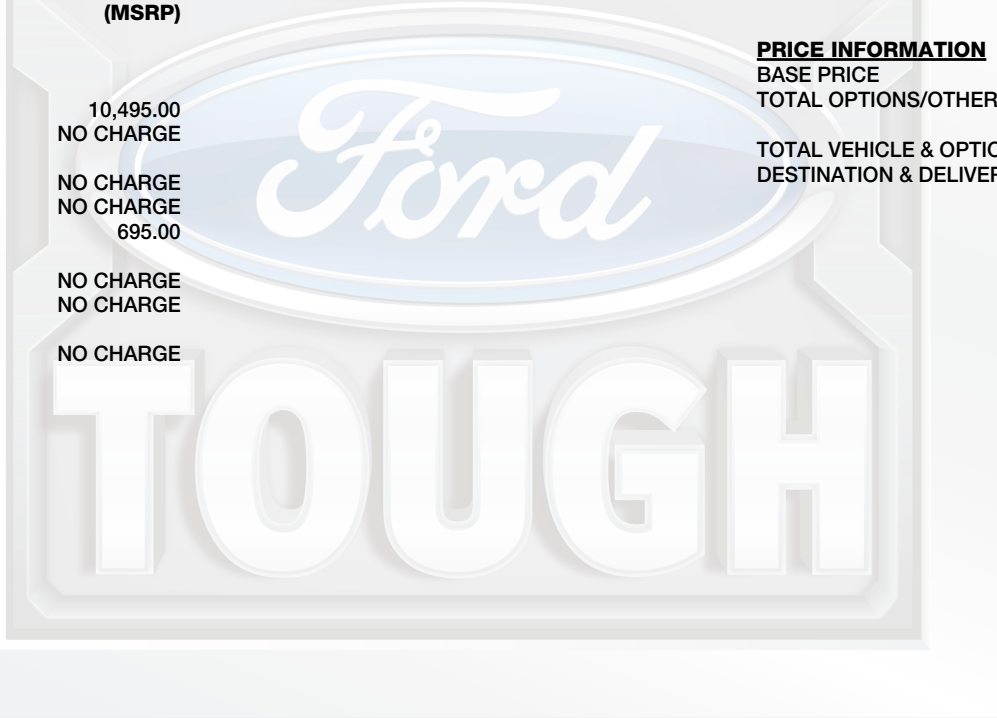 (MSRP)
10,495.00
NO CHARGE
NO CHARGE
NO CHARGE
695.00
NO CHARGE
NO CHARGE
NO CHARGE
PRICE INFORMATION
BASE PRICE
TOTAL OPTIONS/OTHER
TOTAL VEHICLE & OPTIO
DESTINATION & DELIVER
Ford
TOUGH